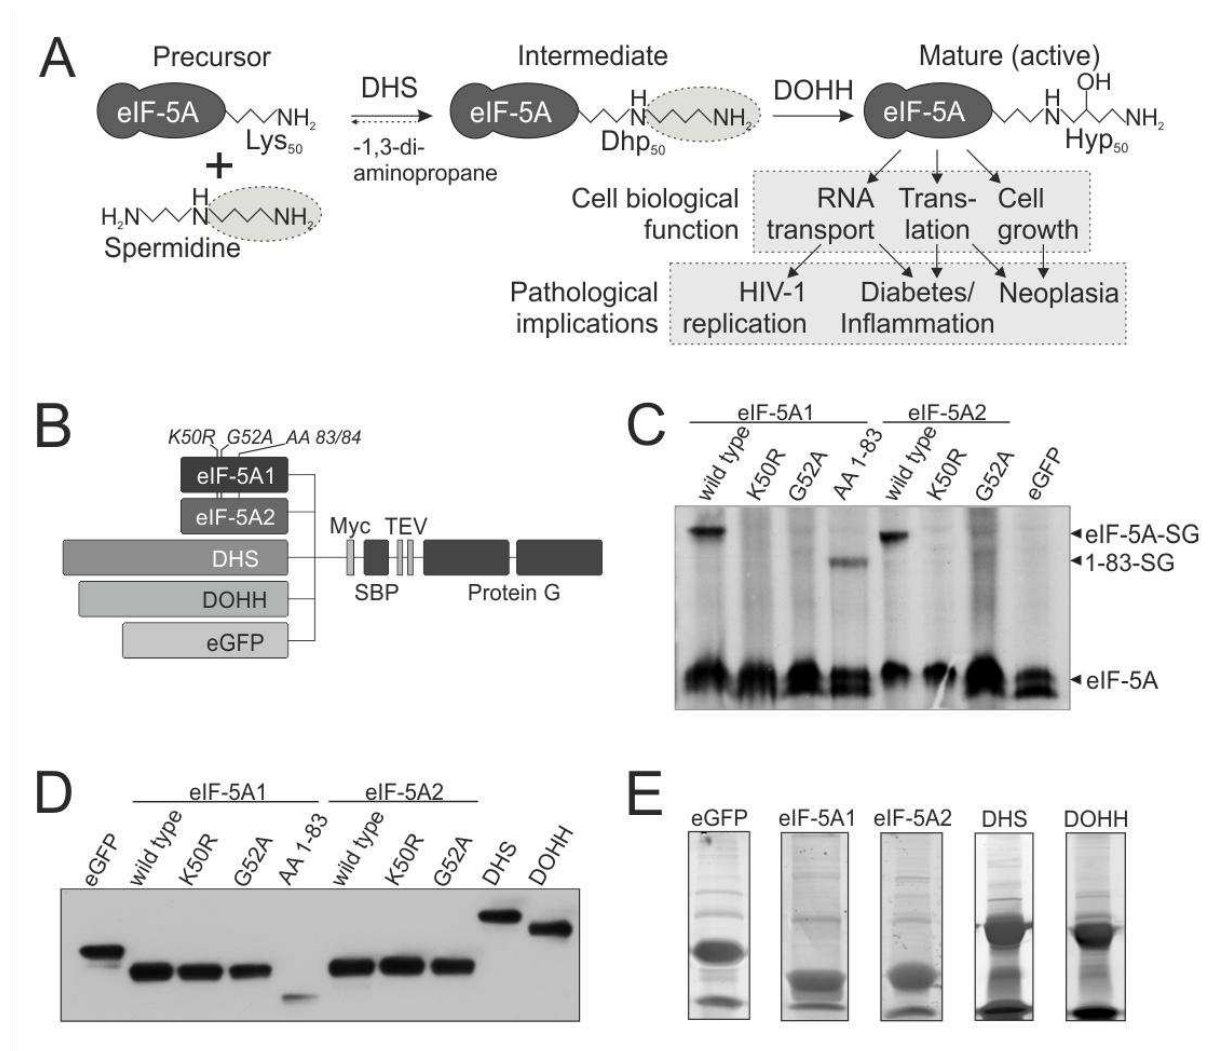 A
Precursor
Intermediate
Mature (active)
eIF-5A
NH2
Lys50
+
H2N
H
N
NH2
Spermidine
DHS
-1,3-di-
aminopropane
eIF-5A
H
N
NH2
Dhp50
DOHH
eIF-5A
H
N
OH
NH2
Hyp50
Cell biological
function
RNA
transport
Trans-
lation
Cell
growth
Pathological
implications
HIV-1
replication
Diabetes/
Inflammation
Neoplasia
B
K50R G52A AA 83/84
eIF-5A1
eIF-5A2
DHS
DOHH
eGFP
Myc TEV
SBP Protein G
C
eIF-5A1 eIF-5A2
wild type K50R G52A AA 1-83 wild type K50R G52A eGFP
eIF-5A-SG
1-83-SG
eIF-5A
D
eIF-5A1 eIF-5A2
eGFP wild type K50R G52A AA 1-83 wild type K50R G52A DHS DOHH
E
eGFP eIF-5A1 eIF-5A2 DHS DOHH